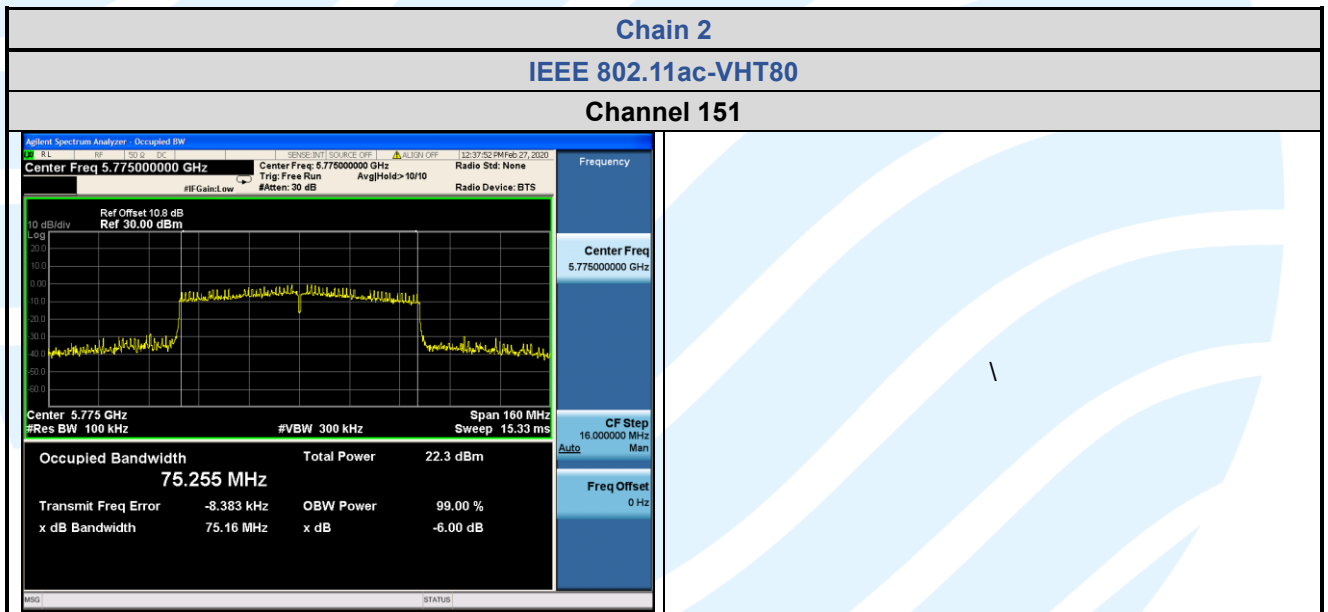 Chain 2
IEEE 802.11ac-VHT80
Channel 151
Agilent Spectrum Analyzer - Occupied BW
RL RF 50 Ω DC SENSE:INT SOURCE OFF ALIGN OFF 12:37:52 PM Feb 27, 2020
Center Freq 5.775000000 GHz
Center Freq: 5.775000000 GHz
Radio Std: None
Trig: Free Run Avg|Hold:> 10/10
#IFGain:Low
#Atten: 30 dB
Radio Device: BTS
Frequency
Ref Offset 10.8 dB
10 dB/div Ref 30.00 dBm
Log
20.0
10.0
0.00
-10.0
-20.0
-30.0
-40.0
-50.0
-60.0
Center 5.775 GHz Span 160 MHz
#Res BW 100 kHz #VBW 300 kHz Sweep 15.33 ms
Center Freq
5.775000000 GHz
CF Step
16.000000 MHz
Auto Man
Freq Offset
0 Hz
Occupied Bandwidth Total Power 22.3 dBm
75.255 MHz
Transmit Freq Error -8.383 kHz OBW Power 99.00 %
x dB Bandwidth 75.16 MHz x dB -6.00 dB
MSG STATUS
\